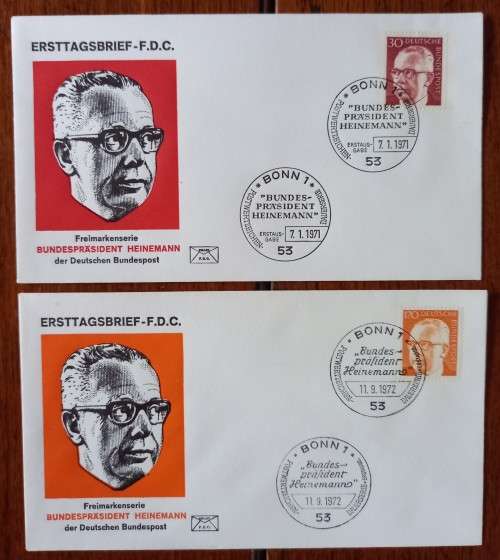 ERSTTAGSBRIEF-F.D.C.
30 DEUTSCHE
BUNDESPOST
BONN 1
"BUNDES-
PRÄSIDENT
HEINEMANN"
ERSTAUS-
GABE
7.1.1971
53
BONN 1
"BUNDES-
PRÄSIDENT
HEINEMANN"
ERSTAUS-
GABE
7.1.1971
53
Freimarkenserie
BUNDESPRÄSIDENT HEINEMANN
der Deutschen Bundespost
F.D.C.
ERSTTAGSBRIEF-F.D.C.
170 DEUTSCHE
BUNDESPOST
BONN 1
„Bundes-
präsident
Heinemann"
11.9.1972
53
BONN 1
„Bundes-
präsident
Heinemann"
11.9.1972
53
Freimarkenserie
BUNDESPRÄSIDENT HEINEMANN
der Deutschen Bundespost
F.D.C.